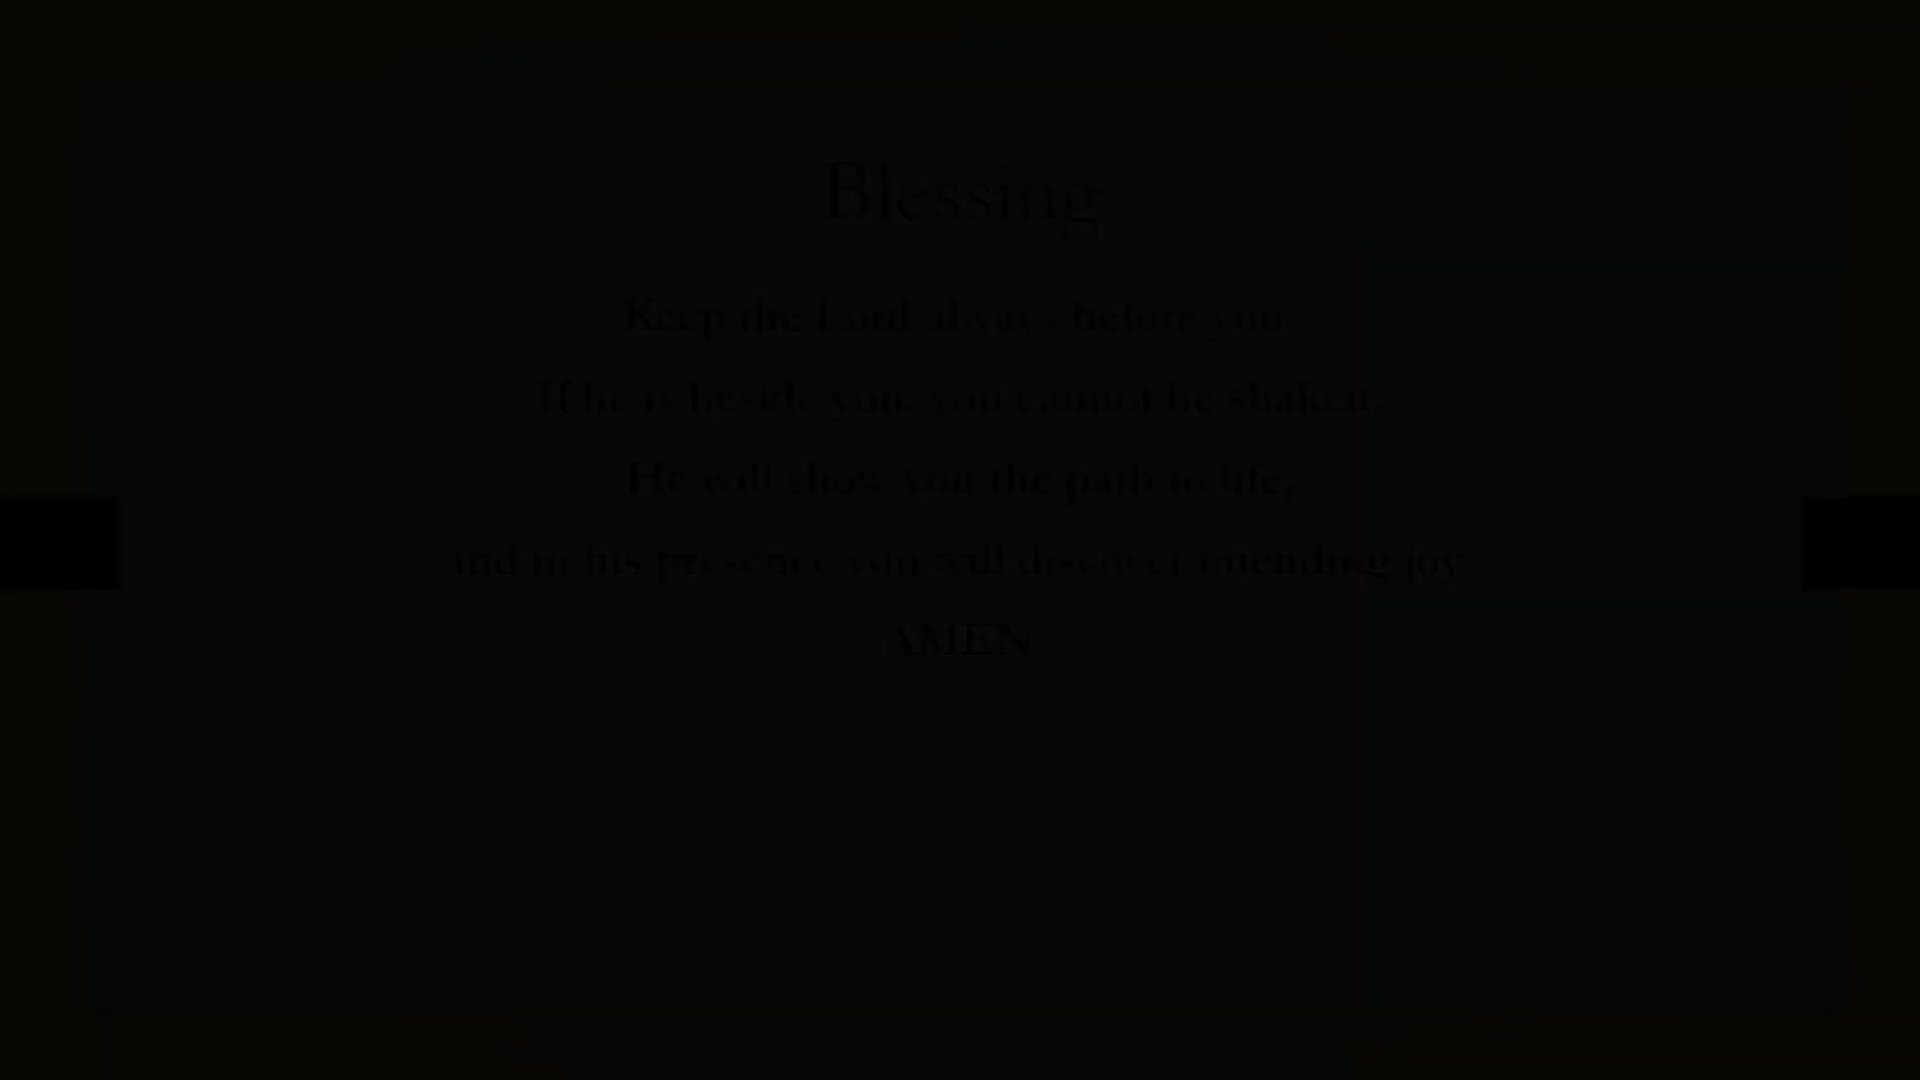 Blessing
Keep the Lord always before you
If he is beside you, you cannot be shaken.
He will show you the path to life,
and in his presence you will discover unending joy.
AMEN